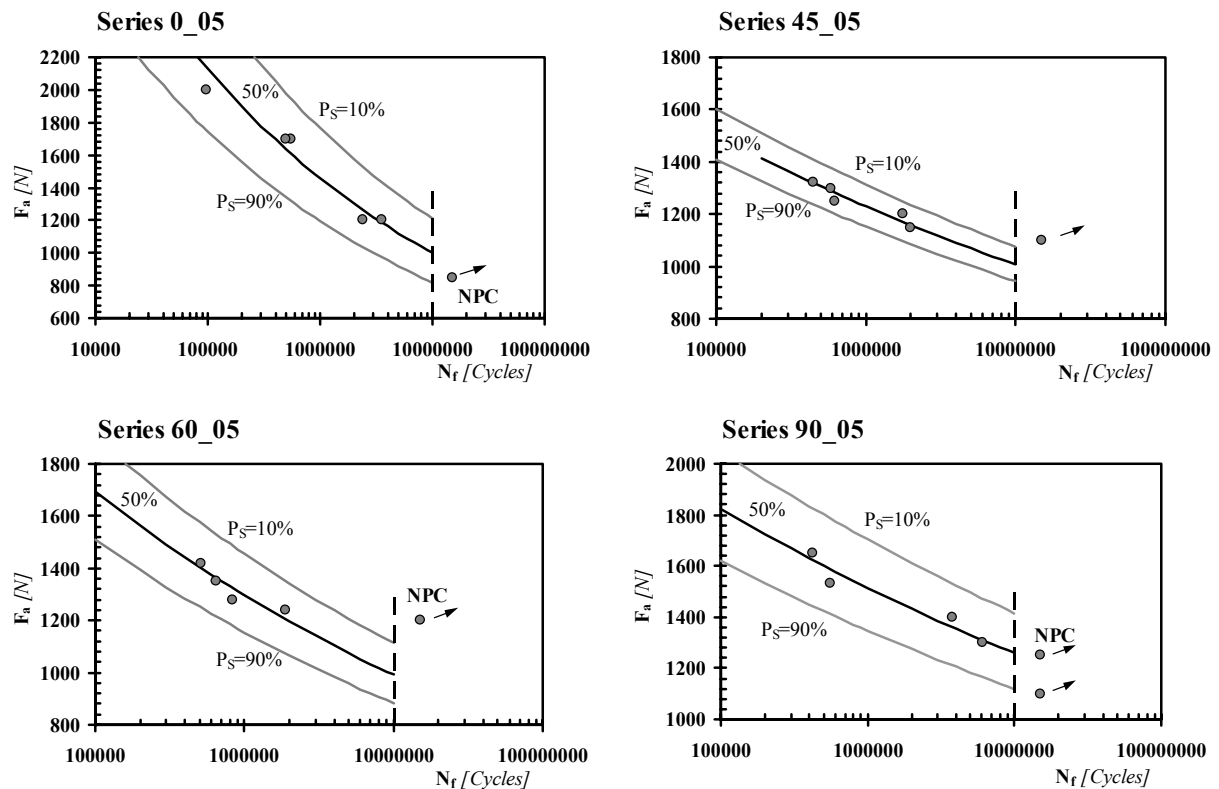 Series 0_05
2200
2000
1800
1600
1400
1200
1000
800
600
Fa [N]
50%
PS=10%
PS=90%
NPC
10000 100000 1000000 10000000 100000000
Nf [Cycles]
Series 45_05
1800
1600
1400
1200
1000
800
Fa [N]
50%
PS=10%
PS=90%
100000 1000000 10000000 100000000
Nf [Cycles]
Series 60_05
1800
1600
1400
1200
1000
800
Fa [N]
50%
PS=10%
PS=90%
NPC
100000 1000000 10000000 100000000
Nf [Cycles]
Series 90_05
2000
1800
1600
1400
1200
1000
Fa [N]
50%
PS=10%
PS=90%
NPC
100000 1000000 10000000 100000000
Nf [Cycles]